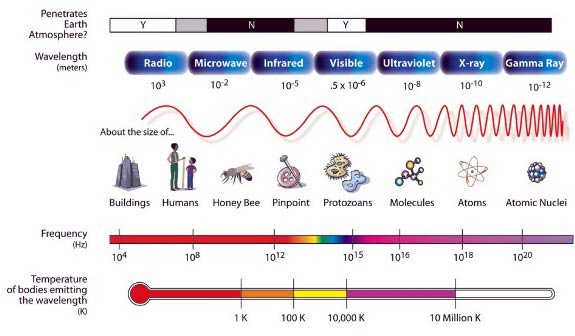 Penetrates
Earth
Atmosphere?
Y N Y N
Wavelength
(meters)
Radio Microwave Infrared Visible Ultraviolet X-ray Gamma Ray
10³ 10⁻² 10⁻⁵ .5 x 10⁻⁶ 10⁻⁸ 10⁻¹⁰ 10⁻¹²
About the size of...
Buildings Humans Honey Bee Pinpoint Protozoans Molecules Atoms Atomic Nuclei
Frequency
(Hz)
10⁴ 10⁸ 10¹² 10¹⁵ 10¹⁶ 10¹⁸ 10²⁰
Temperature
of bodies emitting
the wavelength
(K)
1 K 100 K 10,000 K 10 Million K